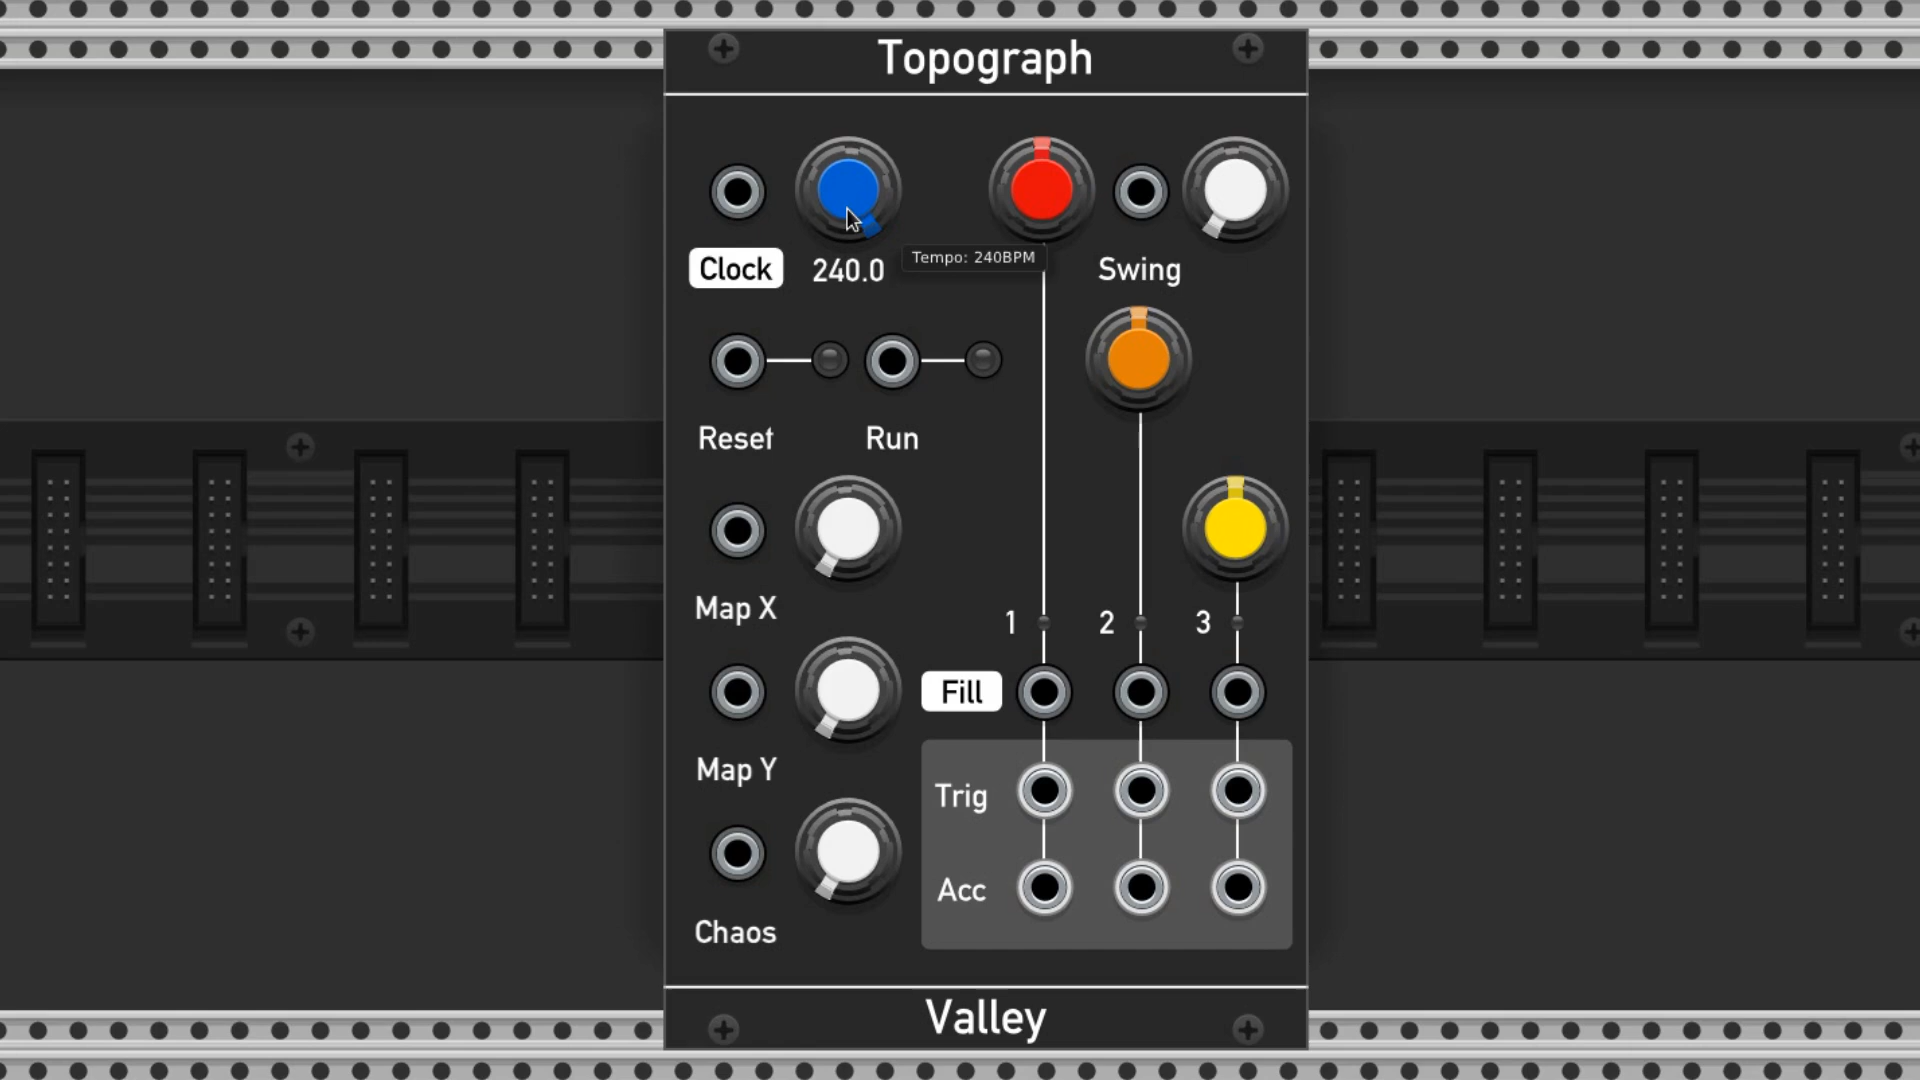 Topograph
Clock
240.0
Tempo: 240BPM
Swing
Reset
Run
Map X
1
2
3
Map Y
Fill
Trig
Acc
Chaos
Valley